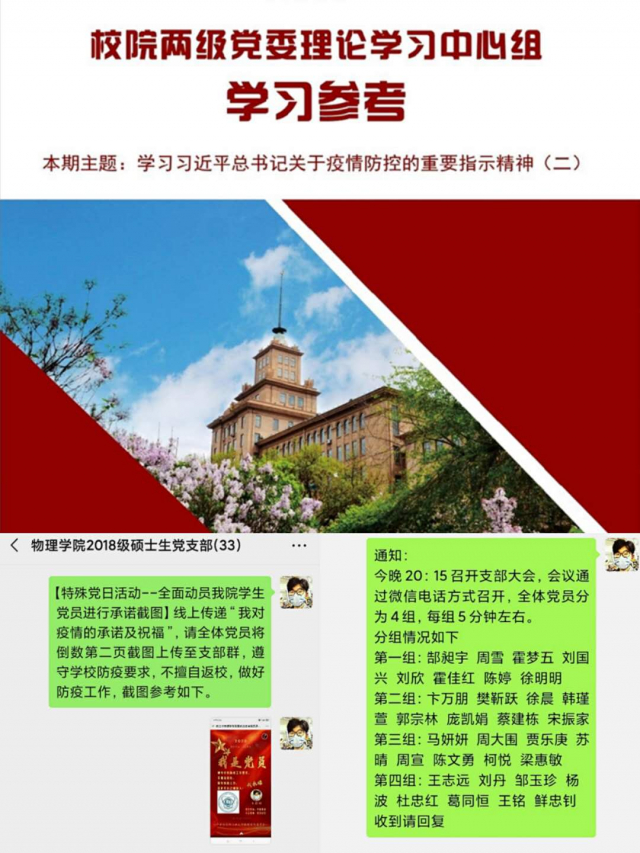 校院两级党委理论学习中心组
学习参考
本期主题：学习习近平总书记关于疫情防控的重要指示精神（二）
物理学院2018级硕士生党支部(33)
【特殊党日活动--全面动员我院学生
党员进行承诺截图】线上传递“我对
疫情的承诺及祝福”，请全体党员将
倒数第二页截图上传至支部群，遵
守学校防疫要求，不擅自返校，做好
防疫工作，截图参考如下。
我是党员
通知：
今晚20：15召开支部大会，会议通
过微信电话方式召开，全体党员分
为4组，每组5分钟左右。
分组情况如下
第一组：郜昶宇 周雪 霍梦五 刘国
兴 刘欣 霍佳红 陈婷 徐明明
第二组：卞万朋 樊靳跃 徐晨 韩瑾
萱 郭宗林 庞凯娟 蔡建栋 宋振家
第三组：马妍妍 周大围 贾乐庚 苏
晴 周宣 陈文勇 柯悦 梁惠敏
第四组：王志远 刘丹 邹玉珍 杨
波 杜忠红 葛同恒 王铭 鲜忠钊
收到请回复